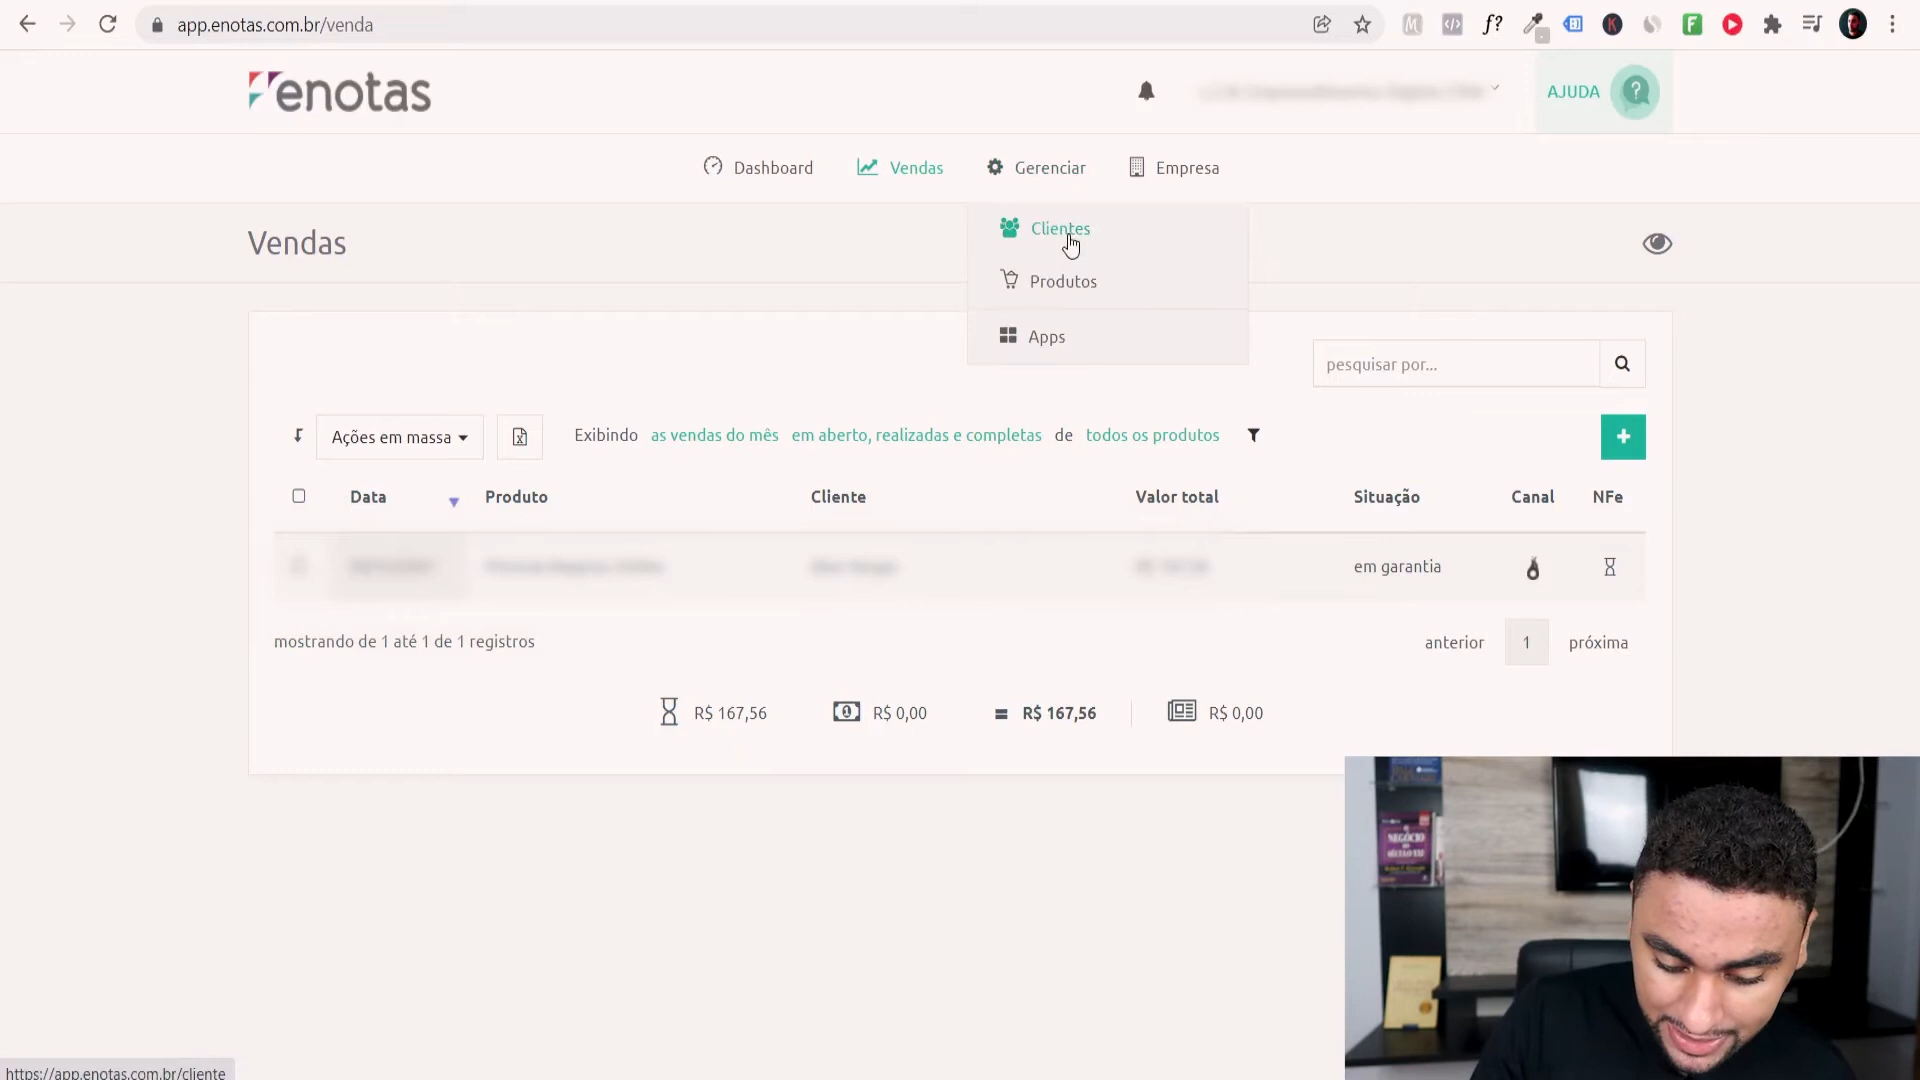 app.enotas.com.br/venda
enotas
AJUDA
Dashboard
Vendas
Gerenciar
Empresa
Vendas
Clientes
Produtos
Apps
pesquisar por...
Ações em massa
Exibindo as vendas do mês em aberto, realizadas e completas de todos os produtos
Data Produto Cliente Valor total Situação Canal NFe
em garantia
mostrando de 1 até 1 de 1 registros
anterior 1 próxima
R$ 167,56 R$ 0,00 = R$ 167,56 R$ 0,00
NEGÓCIO
SÉCULO XXI
https://app.enotas.com.br/cliente